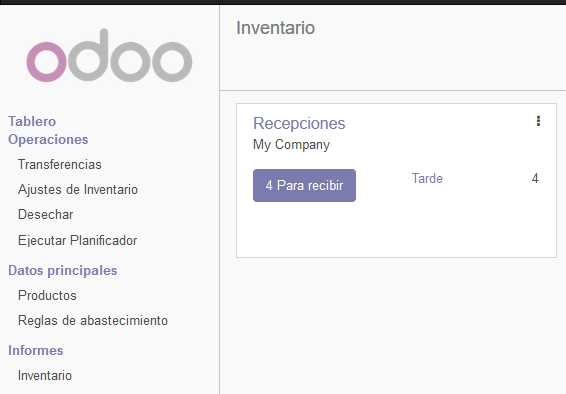 odoo
Tablero
Operaciones
Transferencias
Ajustes de Inventario
Desechar
Ejecutar Planificador
Datos principales
Productos
Reglas de abastecimiento
Informes
Inventario
Inventario
Recepciones
My Company
4 Para recibir
Tarde 4